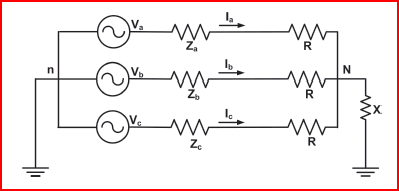 Va Ia
Za R
n Vb Ib N
Zb R
X
Vc Ic
Zc R